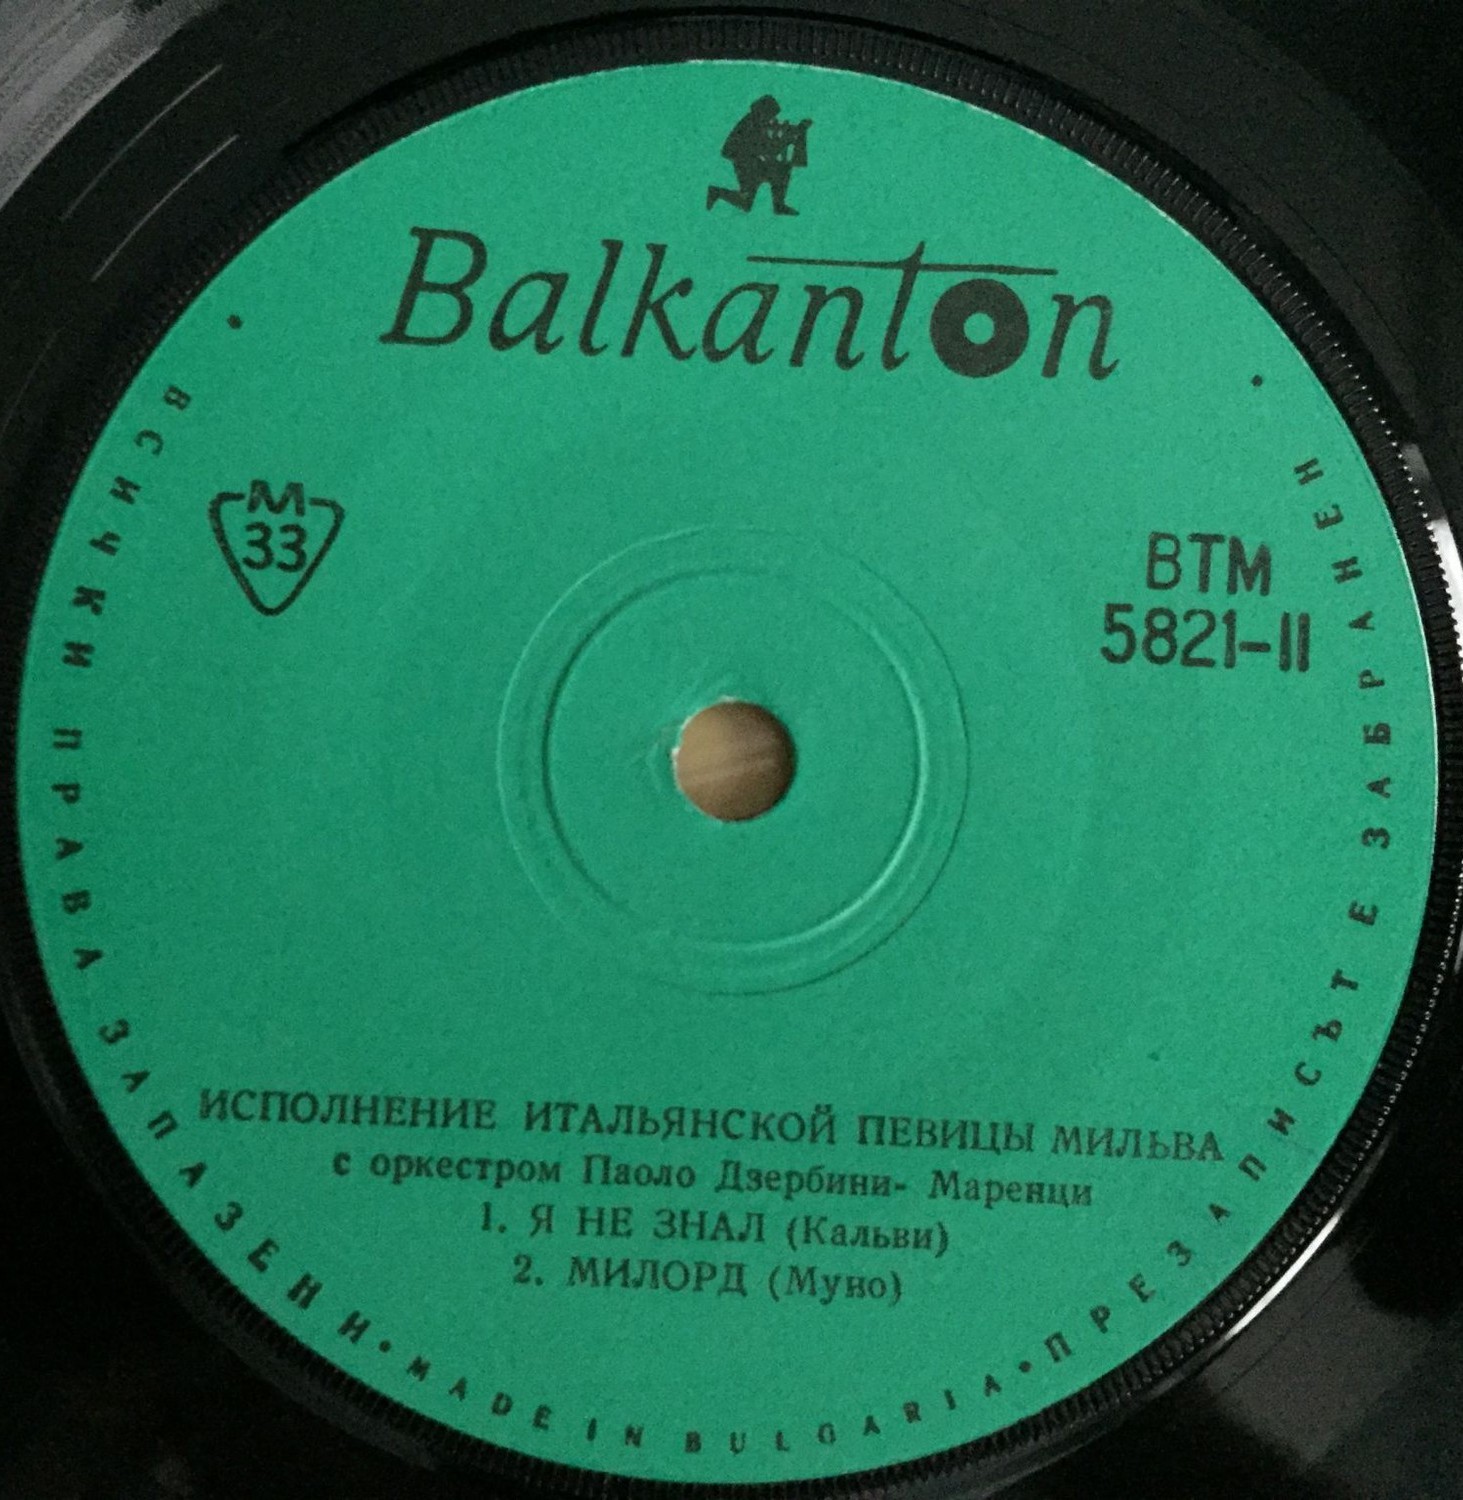 Balkanton
M
33
BTM
5821-II
ИСПОЛНЕНИЕ ИТАЛЬЯНСКОЙ ПЕВИЦЫ МИЛЬВА
с оркестром Паоло Дзербини- Маренци
1. Я НЕ ЗНАЛ (Кальви)
2. МИЛОРД (Муно)
• ВСИЧКИ ПРАВА ЗАПАЗЕНИ • MADE IN BULGARIA • ПРЕЗАПИСЪТ Е ЗАБРАНЕН •